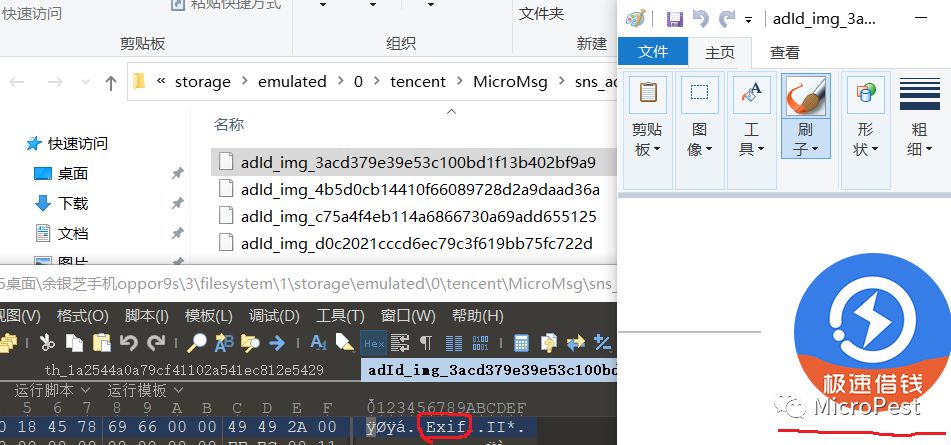 快速访问
粘贴快捷方式
文件夹
剪贴板
组织
新建
« storage > emulated > 0 > tencent > MicroMsg >
名称
快速访问
桌面
下载
文档
图片
adId_img_3acd379e39e53c100bd1f13b402bf9a9
adId_img_4b5d0cb14410f66089728d2a9daad36a
adId_img_c75a4f4eb114a6866730a69add655125
adId_img_d0c2021cccd6ec79c3f619bb75fc722d
adId_img_3a...
文件
主页
查看
剪贴板
图像
工具
刷子
形状
粗细
桌面\余银芝手机oppor9s\3\filesystem\1\storage\emulated\0\tencent\MicroMsg\sns_
格式(O)
脚本(I)
模板(L)
调试(D)
工具(T)
窗口(W)
帮助(H)
Hex
th_1a2544a0a79cf41102a541ec812e5429
adId_img_3acd379e39e53c100bd
运行脚本
运行模板
5 6 7 8 9 A B C D E F
0123456789ABCDEF
18 45 78 69 66 00 00 49 49 2A 00
ÿØÿá..Exif..II*.
极速借钱
MicroPest